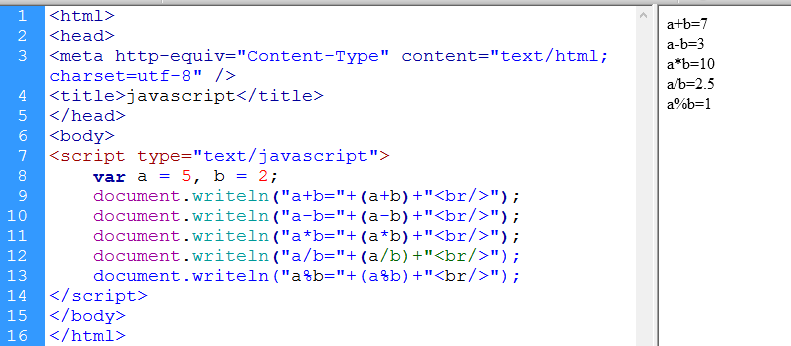 1 <html>
2 <head>
3 <meta http-equiv="Content-Type" content="text/html;
charset=utf-8" />
4 <title>javascript</title>
5 </head>
6 <body>
7 <script type="text/javascript">
8     var a = 5, b = 2;
9     document.writeln("a+b="+(a+b)+"<br/>");
10     document.writeln("a-b="+(a-b)+"<br/>");
11     document.writeln("a*b="+(a*b)+"<br/>");
12     document.writeln("a/b="+(a/b)+"<br/>");
13     document.writeln("a%b="+(a%b)+"<br/>");
14 </script>
15 </body>
16 </html>
a+b=7
a-b=3
a*b=10
a/b=2.5
a%b=1